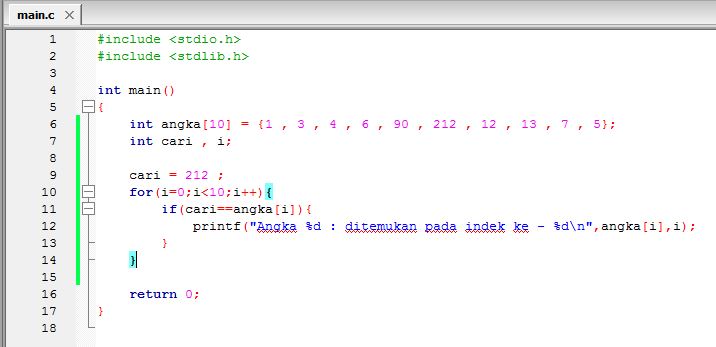 main.c X
1 #include <stdio.h>
2 #include <stdlib.h>
3
4 int main()
5 {
6 int angka[10] = {1 , 3 , 4 , 6 , 90 , 212 , 12 , 13 , 7 , 5};
7 int cari , i;
8
9 cari = 212 ;
10 for(i=0;i<10;i++){
11 if(cari==angka[i]){
12 printf("Angka %d : ditemukan pada indek ke - %d\n",angka[i],i);
13 }
14 }
15
16 return 0;
17 }
18